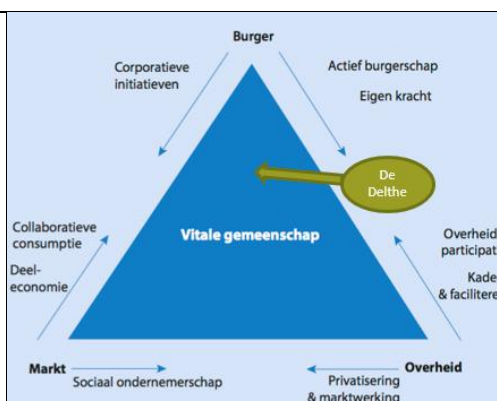 Burger
Corporatieve
initiatieven
Actief burgerschap
Eigen kracht
De
Delthe
Collaboratieve
consumptie
Deel-
economie
Vitale gemeenschap
Overheid
participat
Kade
& facilitere
Markt
Sociaal ondernemerschap
Overheid
Privatisering
& marktwerking